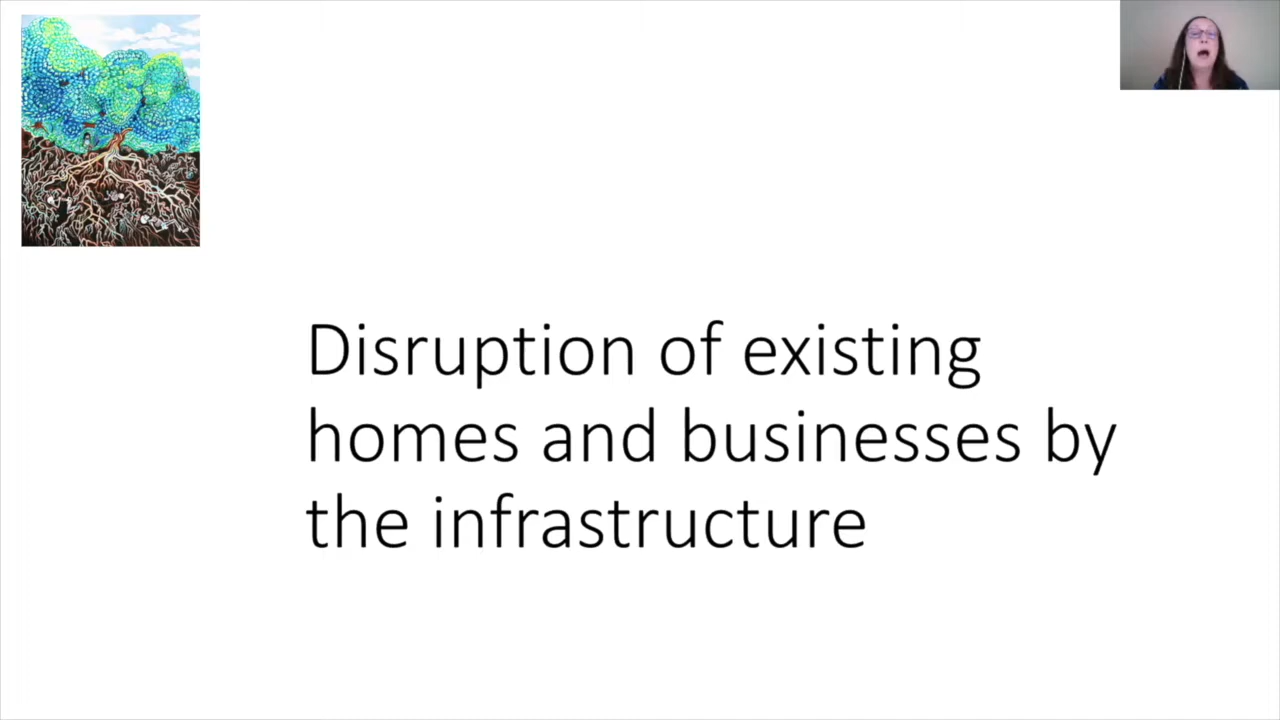 Disruption of existing
homes and businesses by
the infrastructure